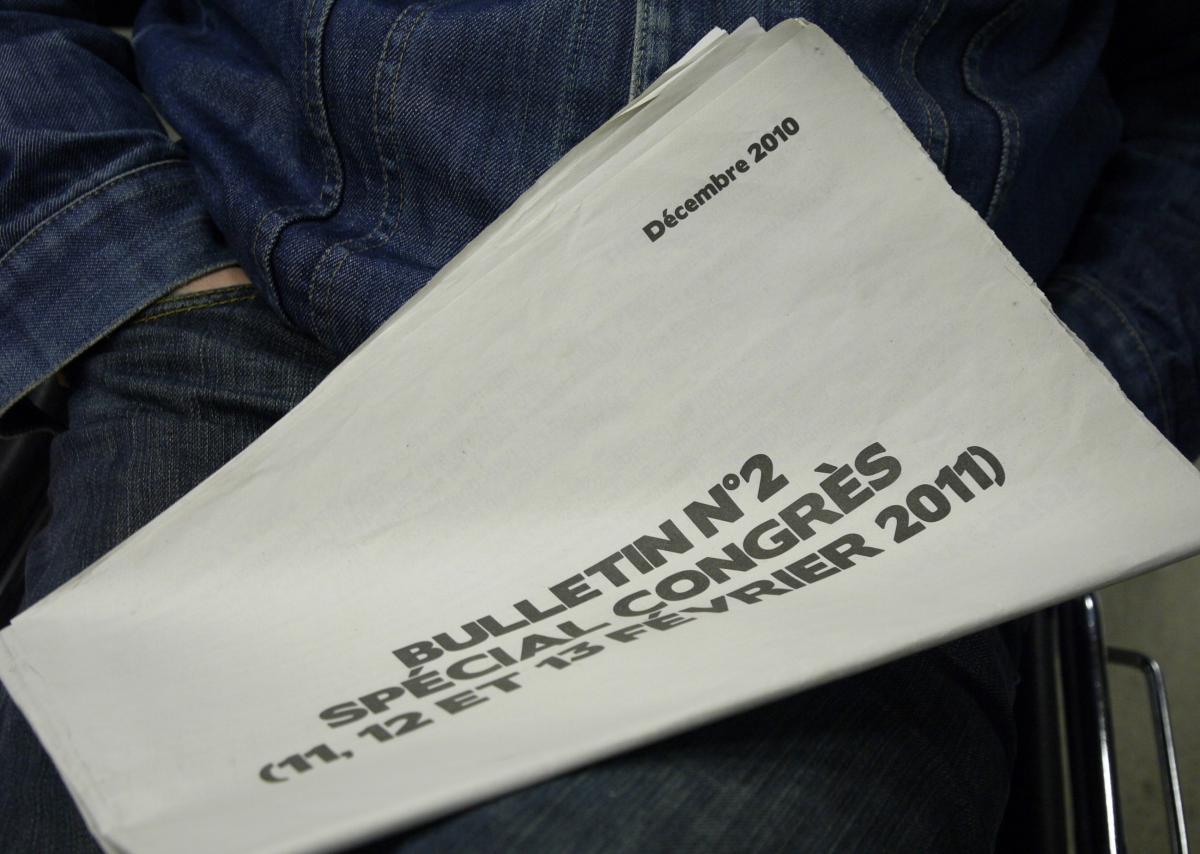 Décembre 2010
BULLETIN N°2
SPÉCIAL CONGRÈS
(11, 12 ET 13 FÉVRIER 2011)